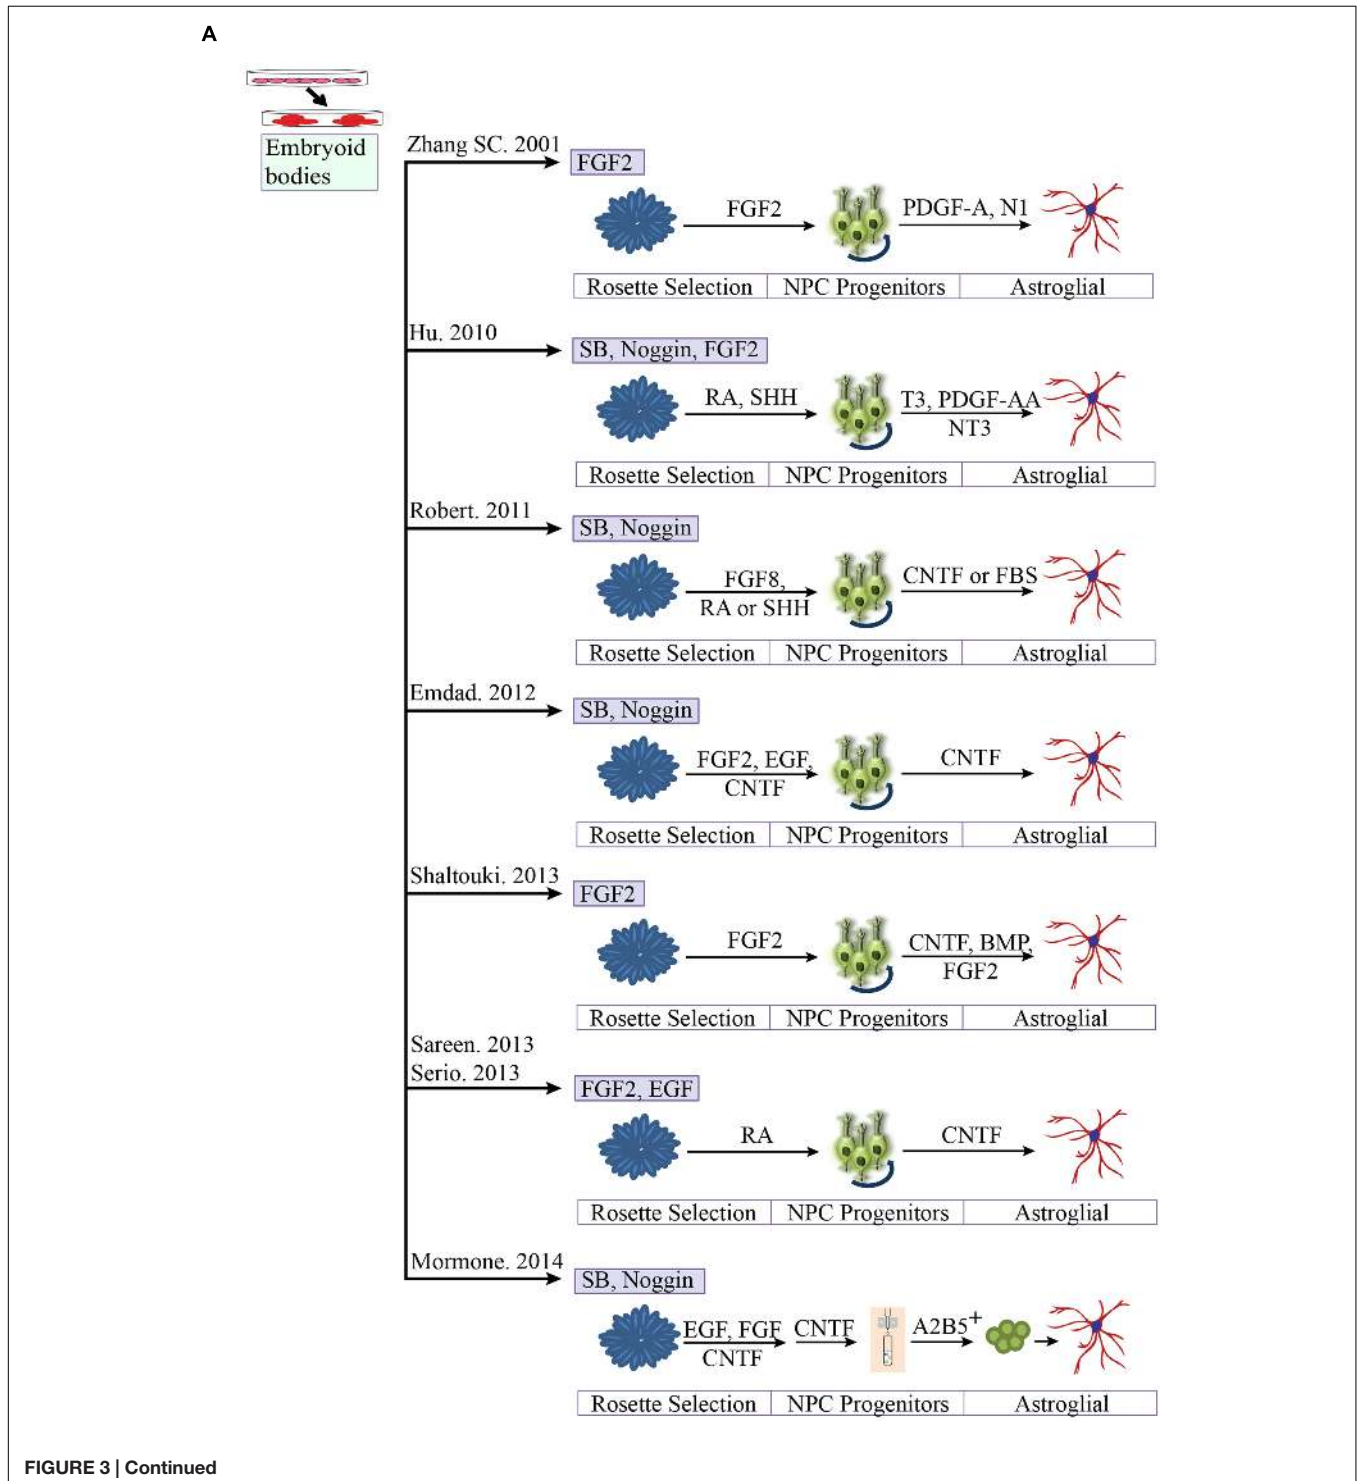 A
Embryoid
bodies
Zhang SC. 2001
FGF2
FGF2
PDGF-A, N1
Rosette Selection
NPC Progenitors
Astroglial
Hu. 2010
SB, Noggin, FGF2
RA, SHH
T3, PDGF-AA
NT3
Rosette Selection
NPC Progenitors
Astroglial
Robert. 2011
SB, Noggin
FGF8,
RA or SHH
CNTF or FBS
Rosette Selection
NPC Progenitors
Astroglial
Emdad. 2012
SB, Noggin
FGF2, EGF,
CNTF
CNTF
Rosette Selection
NPC Progenitors
Astroglial
Shaltouki. 2013
FGF2
FGF2
CNTF, BMP,
FGF2
Rosette Selection
NPC Progenitors
Astroglial
Sareen. 2013
Serio. 2013
FGF2, EGF
RA
CNTF
Rosette Selection
NPC Progenitors
Astroglial
Mormone. 2014
SB, Noggin
EGF, FGF
CNTF
CNTF
A2B5+
Rosette Selection
NPC Progenitors
Astroglial
FIGURE 3 | Continued